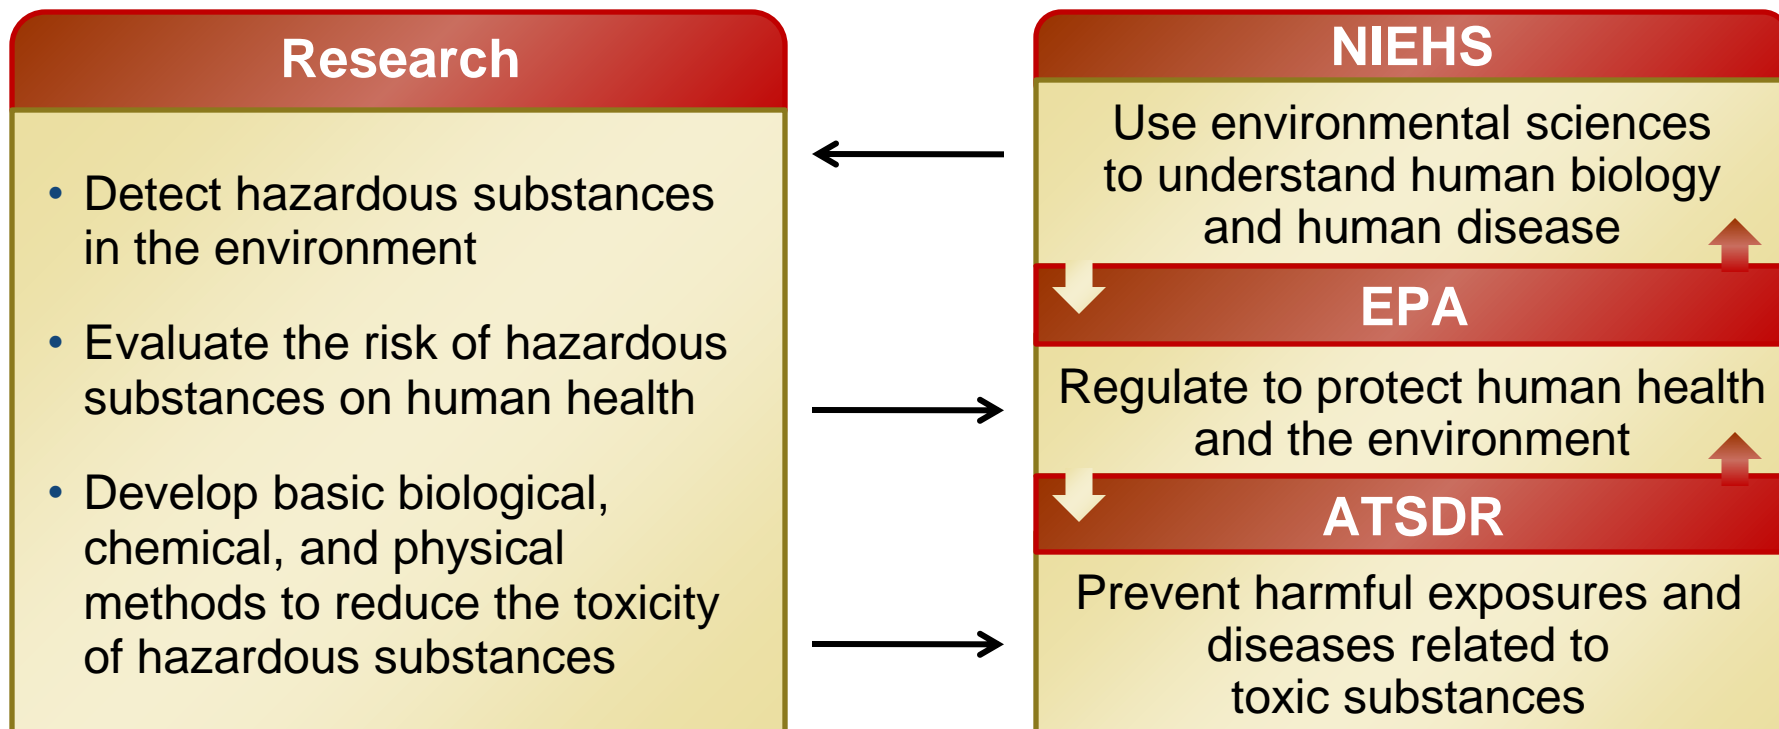 Research
• Detect hazardous substances
in the environment
• Evaluate the risk of hazardous
substances on human health
• Develop basic biological,
chemical, and physical
methods to reduce the toxicity
of hazardous substances
NIEHS
Use environmental sciences
to understand human biology
and human disease
EPA
Regulate to protect human health
and the environment
ATSDR
Prevent harmful exposures and
diseases related to
toxic substances